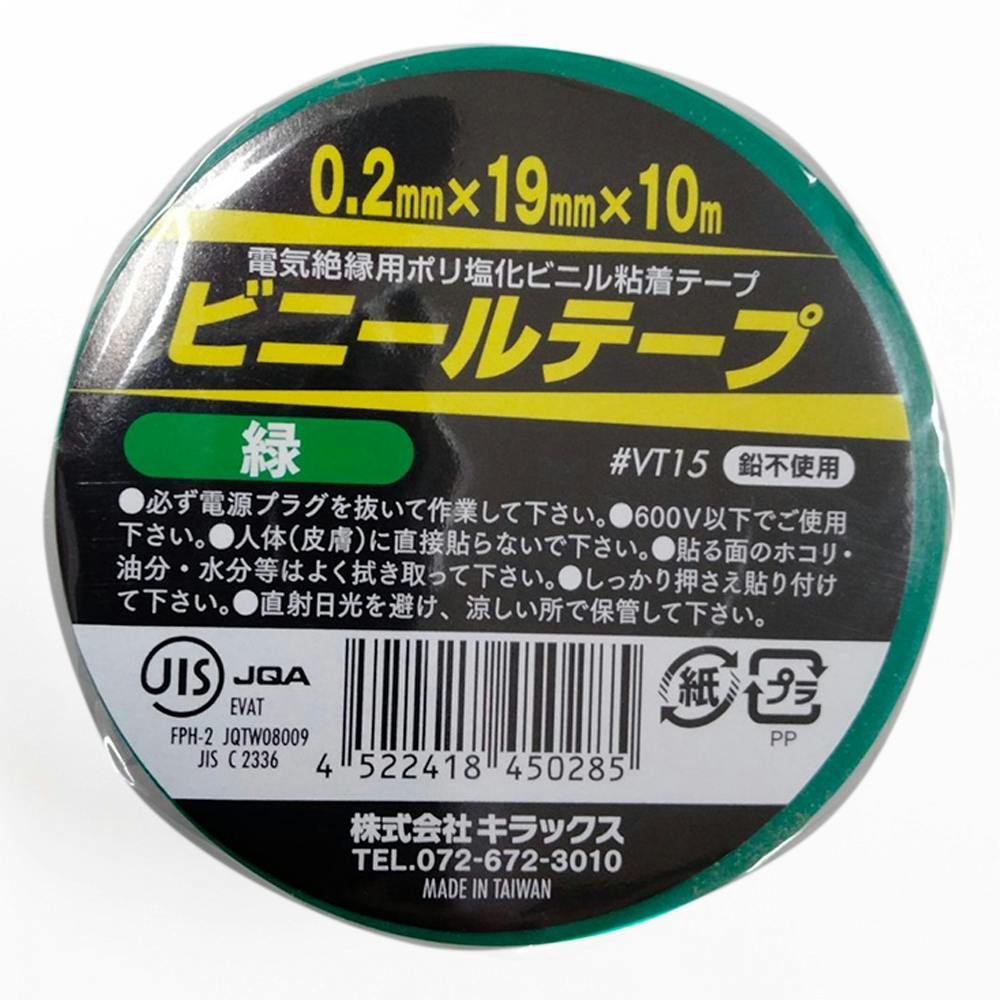 0.2mm×19mm×10m
電気絶縁用ポリ塩化ビニル粘着テープ
ビニールテープ
緑
#VT15 鉛不使用
●必ず電源プラグを抜いて作業して下さい。●600V以下でご使用
下さい。●人体(皮膚)に直接貼らないで下さい。●貼る面のホコリ・
油分・水分等はよく拭き取って下さい。●しっかり押さえ貼り付け
て下さい。●直射日光を避け、涼しい所で保管して下さい。
JIS JQA
EVAT
FPH-2 JQTW08009
JIS C 2336
4 522418 450285
紙
プラ
PP
株式会社キラックス
TEL.072-672-3010
MADE IN TAIWAN